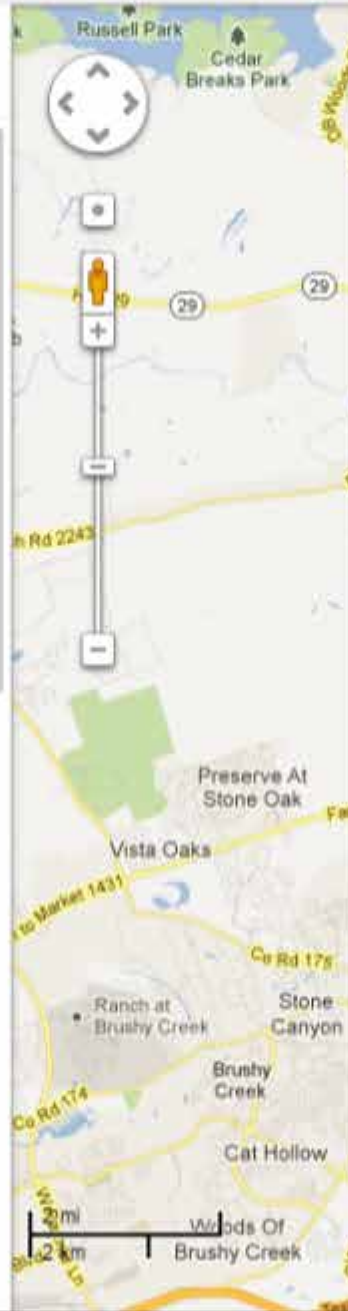 Russell Park
Cedar
Breaks Park
29
29
Rd 2243
Preserve At
Stone Oak
Vista Oaks
to Market 1431
Co Rd 175
Ranch at
Brushy Creek
Stone
Canyon
Brushy
Creek
Co Rd 174
Cat Hollow
mi
2 km
Woods Of
Brushy Creek